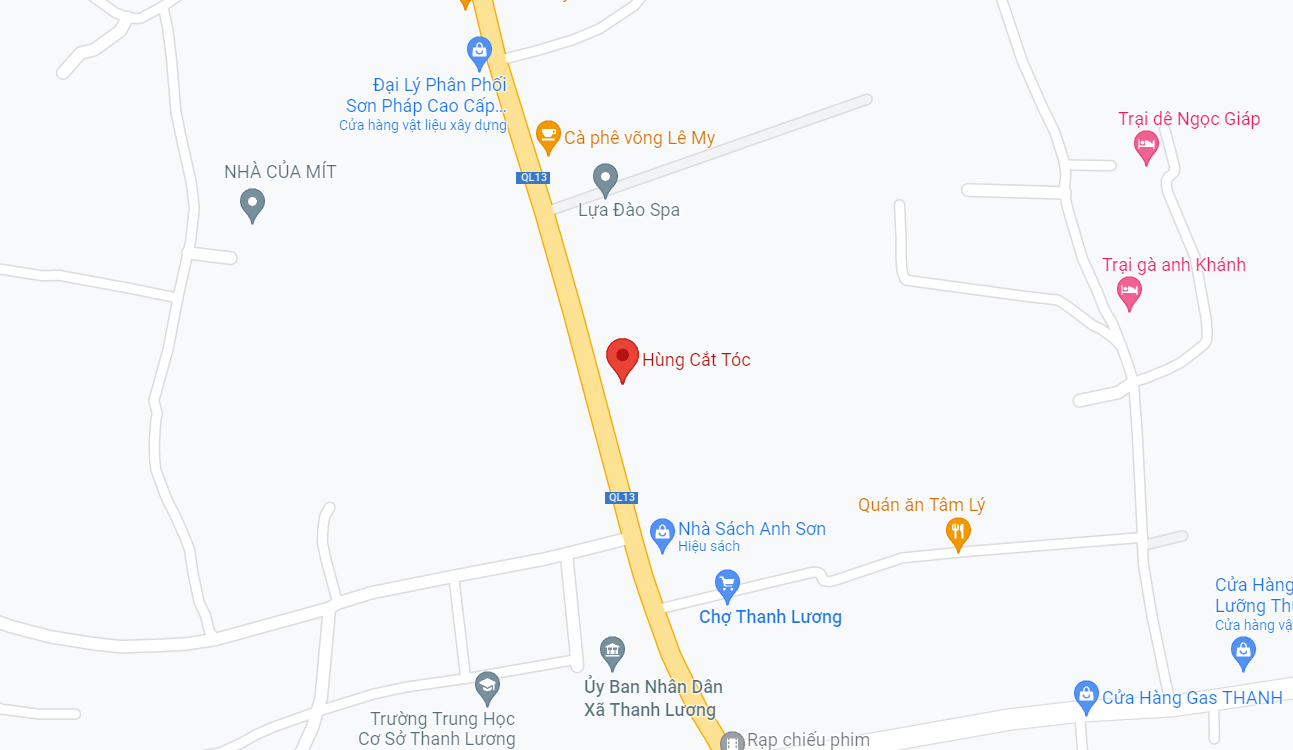 Đại Lý Phân Phối
Sơn Pháp Cao Cấp...
Cửa hàng vật liệu xây dựng
Cà phê võng Lê My
Trại dê Ngọc Giáp
NHÀ CỦA MÍT
QL13
Lụa Đào Spa
Trại gà anh Khánh
Hùng Cắt Tóc
QL13
Quán ăn Tâm Lý
Nhà Sách Anh Sơn
Hiệu sách
Chợ Thanh Lương
Cửa Hàng
Lưỡng
Cửa hàng
Ủy Ban Nhân Dân
Xã Thanh Lương
Cửa Hàng Gas THANH
Trường Trung Học
Cơ Sở Thanh Lương
Rạp chiếu phim